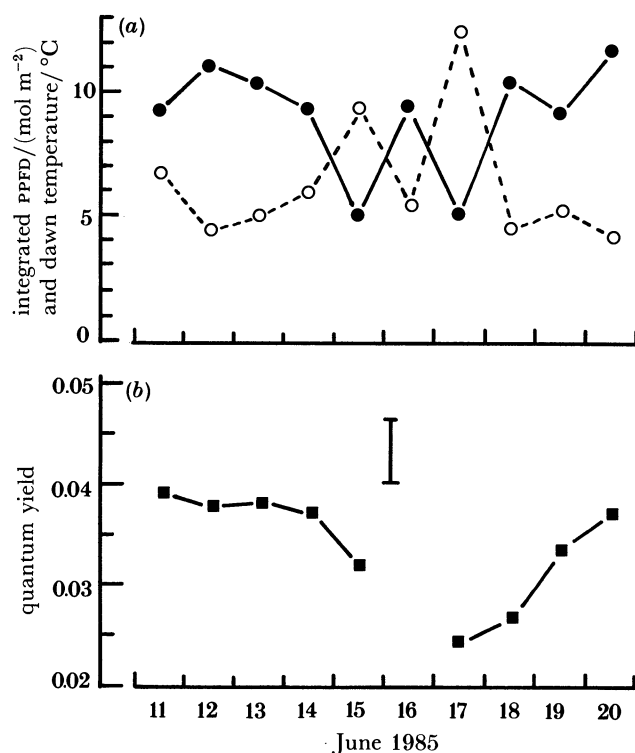 (a)
integrated PPFD/(mol m⁻²)
and dawn temperature/°C
10
5
0
(b)
quantum yield
0.05
0.04
0.03
0.02
11 12 13 14 15 16 17 18 19 20
June 1985